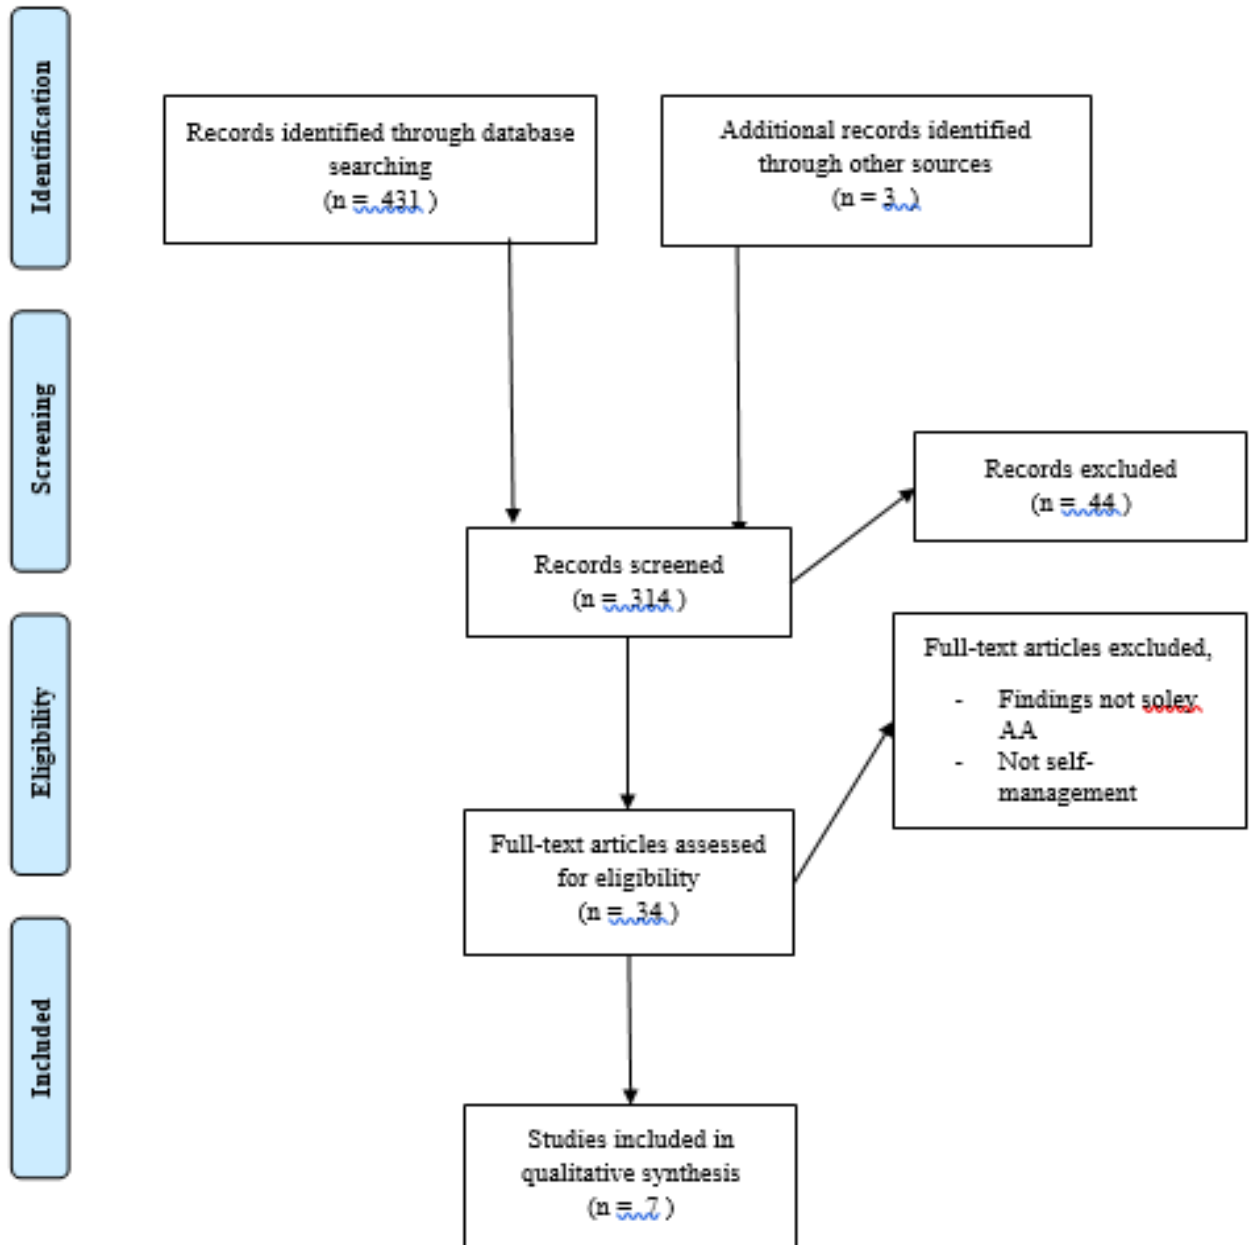 Identification
Records identified through database
searching
(n = 431 )
Additional records identified
through other sources
(n = 3 )
Screening
Records excluded
(n = 44 )
Records screened
(n = 314 )
Eligibility
Full-text articles excluded,
- Findings not soley
AA
- Not self-
management
Full-text articles assessed
for eligibility
(n = 34 )
Included
Studies included in
qualitative synthesis
(n = 7 )